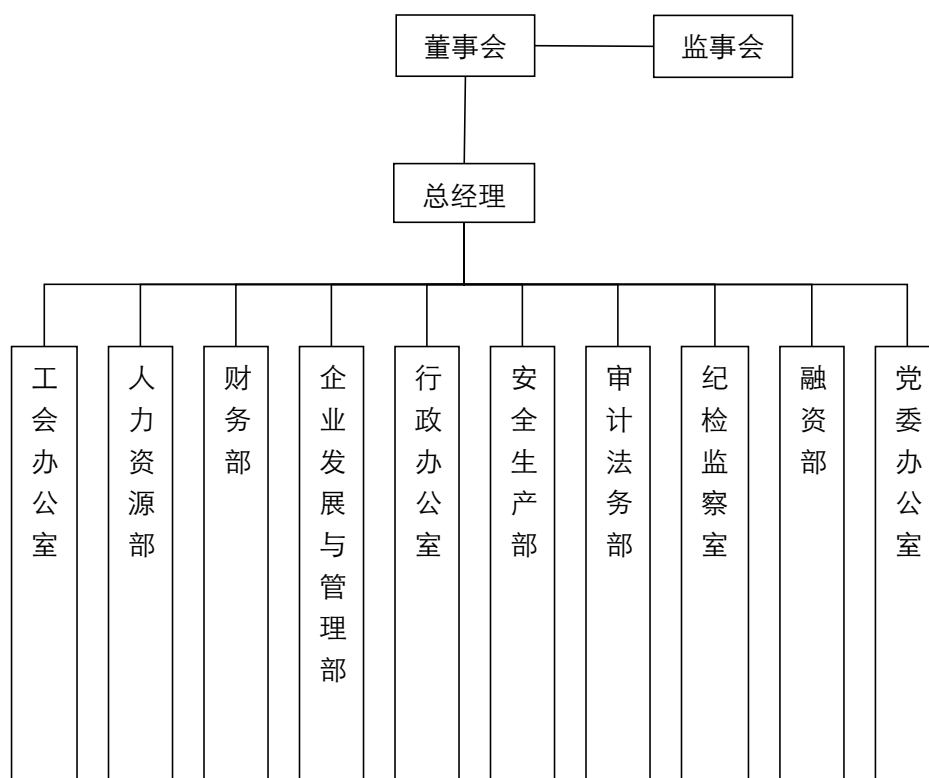 董事会
监事会
总经理
工会办公室
人力资源部
财务部
企业发展与管理部
行政办公室
安全生产部
审计法务部
纪检监察室
融资部
党委办公室